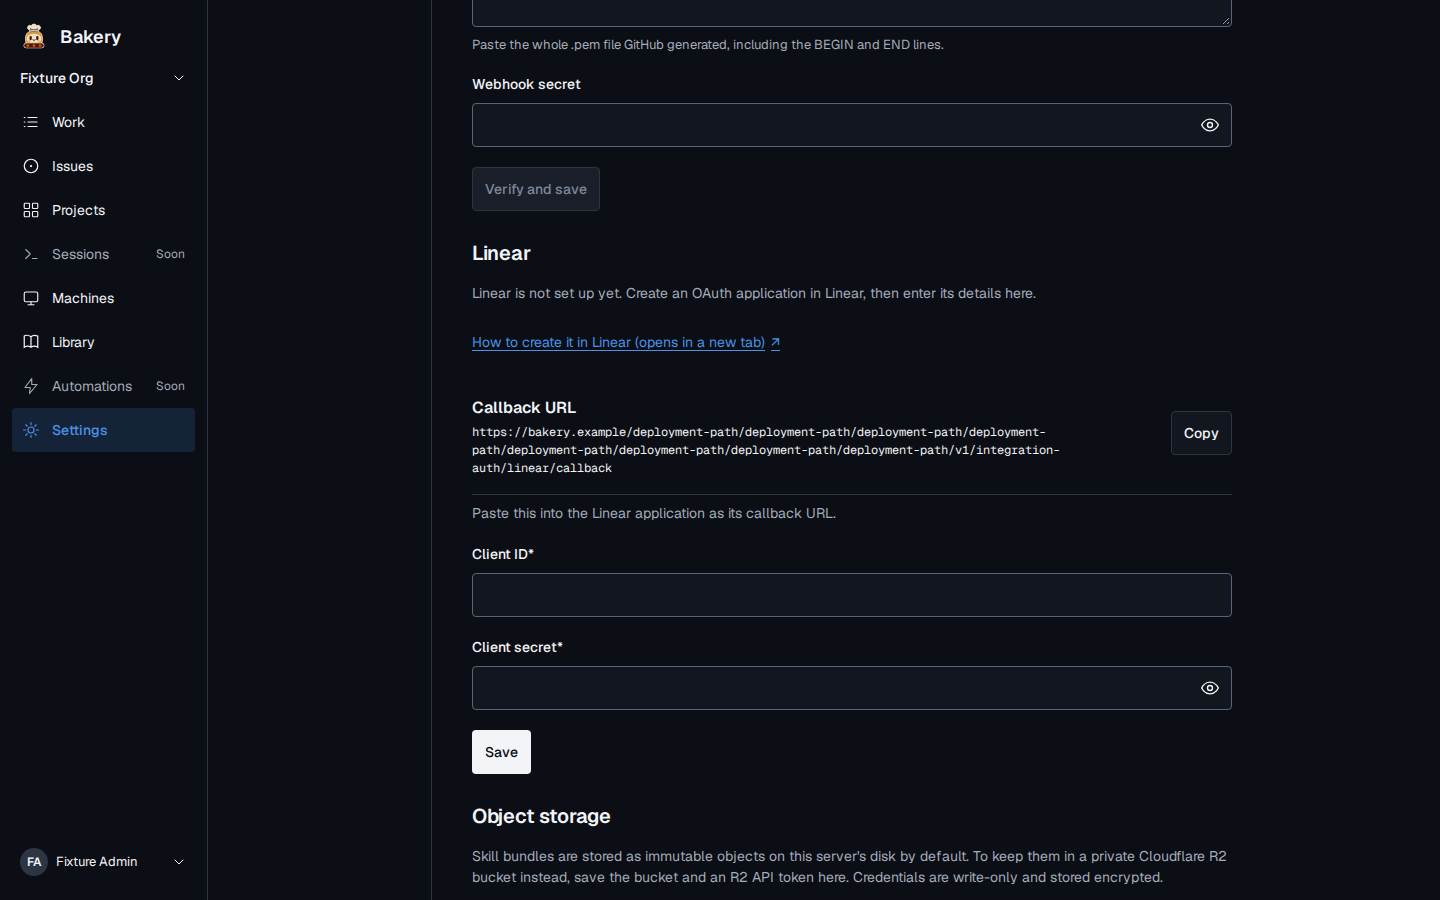 Bakery
Fixture Org
Work
Issues
Projects
Sessions Soon
Machines
Library
Automations Soon
Settings
FA Fixture Admin
Paste the whole .pem file GitHub generated, including the BEGIN and END lines.
Webhook secret
Verify and save
Linear
Linear is not set up yet. Create an OAuth application in Linear, then enter its details here.
How to create it in Linear (opens in a new tab)
Callback URL
https://bakery.example/deployment-path/deployment-path/deployment-path/deployment-
path/deployment-path/deployment-path/deployment-path/deployment-path/v1/integration-
auth/linear/callback
Copy
Paste this into the Linear application as its callback URL.
Client ID*
Client secret*
Save
Object storage
Skill bundles are stored as immutable objects on this server's disk by default. To keep them in a private Cloudflare R2
bucket instead, save the bucket and an R2 API token here. Credentials are write-only and stored encrypted.